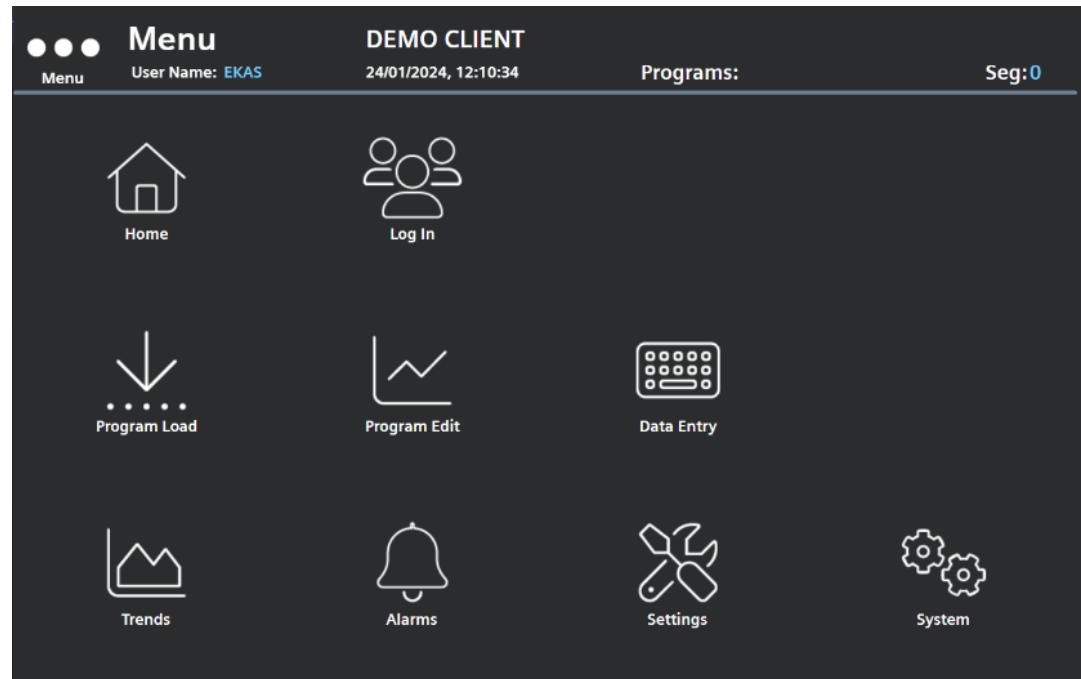 Menu DEMO CLIENT
Menu User Name: EKAS 24/01/2024, 12:10:34 Programs: Seg:0
Home Log In
Program Load Program Edit Data Entry
Trends Alarms Settings System